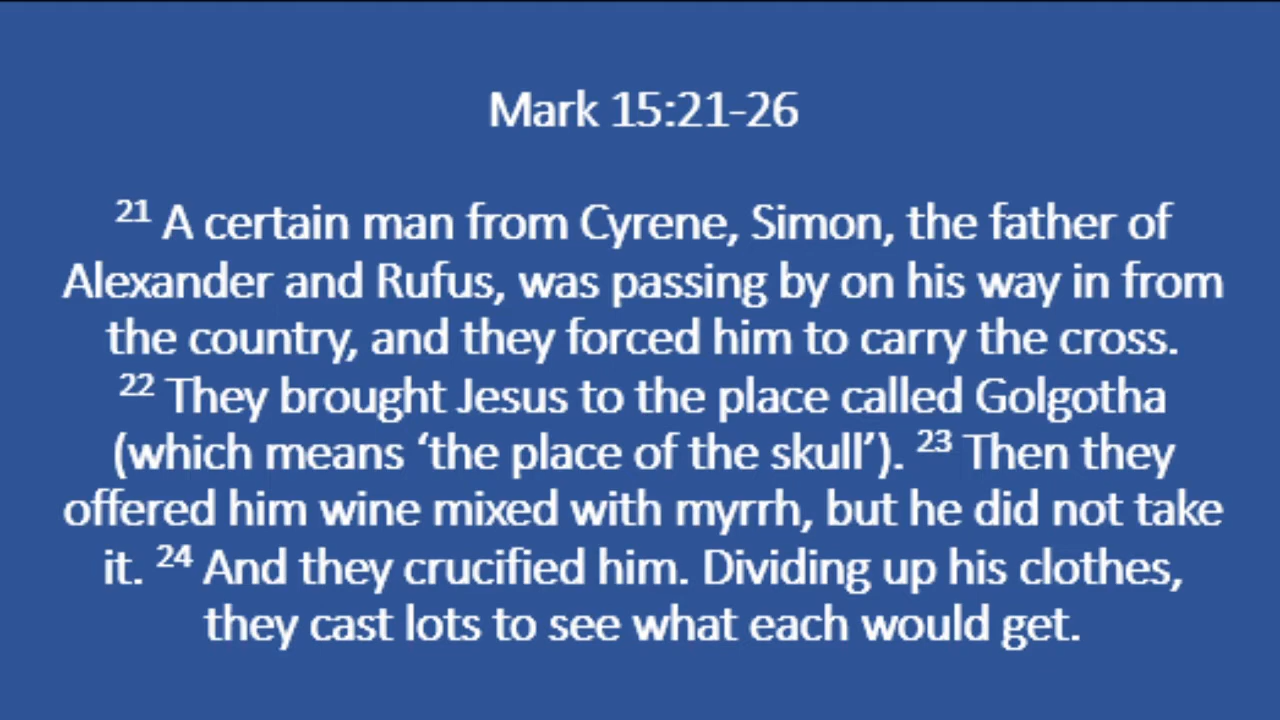 Mark 15:21-26
21 A certain man from Cyrene, Simon, the father of
Alexander and Rufus, was passing by on his way in from
the country, and they forced him to carry the cross.
22 They brought Jesus to the place called Golgotha
(which means ‘the place of the skull’). 23 Then they
offered him wine mixed with myrrh, but he did not take
it. 24 And they crucified him. Dividing up his clothes,
they cast lots to see what each would get.